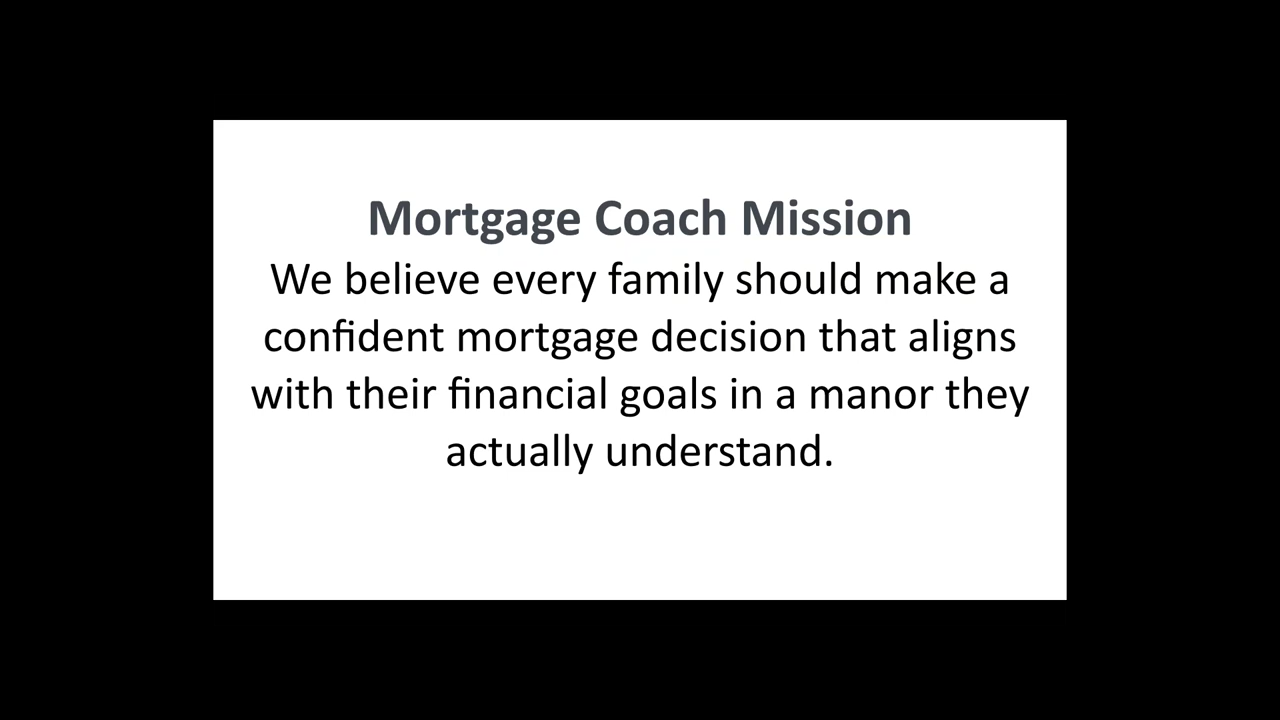 Mortgage Coach Mission
We believe every family should make a
confident mortgage decision that aligns
with their financial goals in a manor they
actually understand.